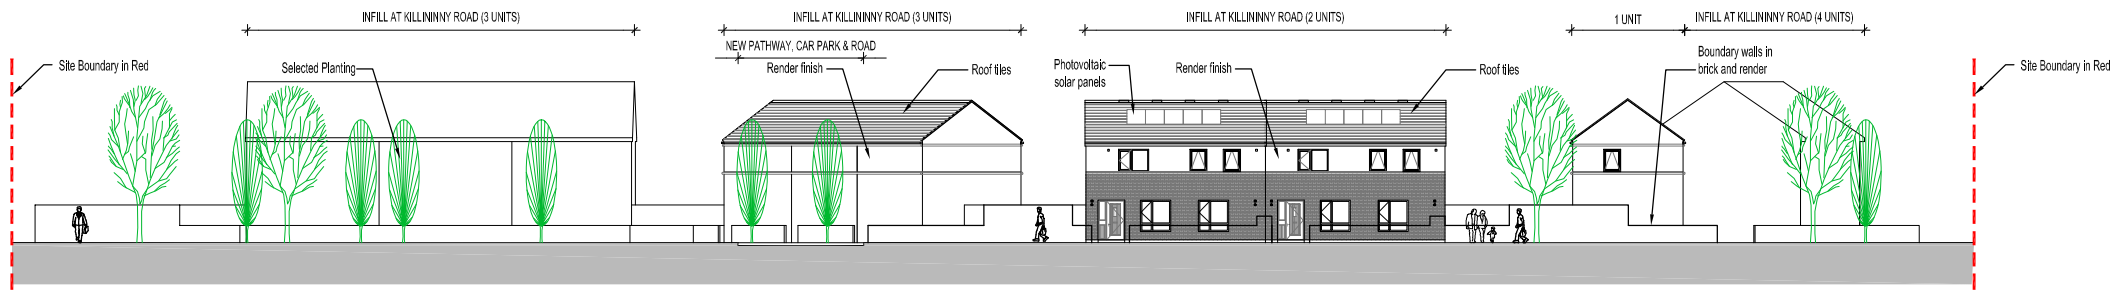 INFILL AT KILLININNY ROAD (3 UNITS)
INFILL AT KILLININNY ROAD (3 UNITS)
INFILL AT KILLININNY ROAD (2 UNITS)
1 UNIT
INFILL AT KILLININNY ROAD (4 UNITS)
NEW PATHWAY, CAR PARK & ROAD
Site Boundary in Red
Selected Planting
Render finish
Roof tiles
Photovoltaic
solar panels
Render finish
Roof tiles
Boundary walls in
brick and render
Site Boundary in Red